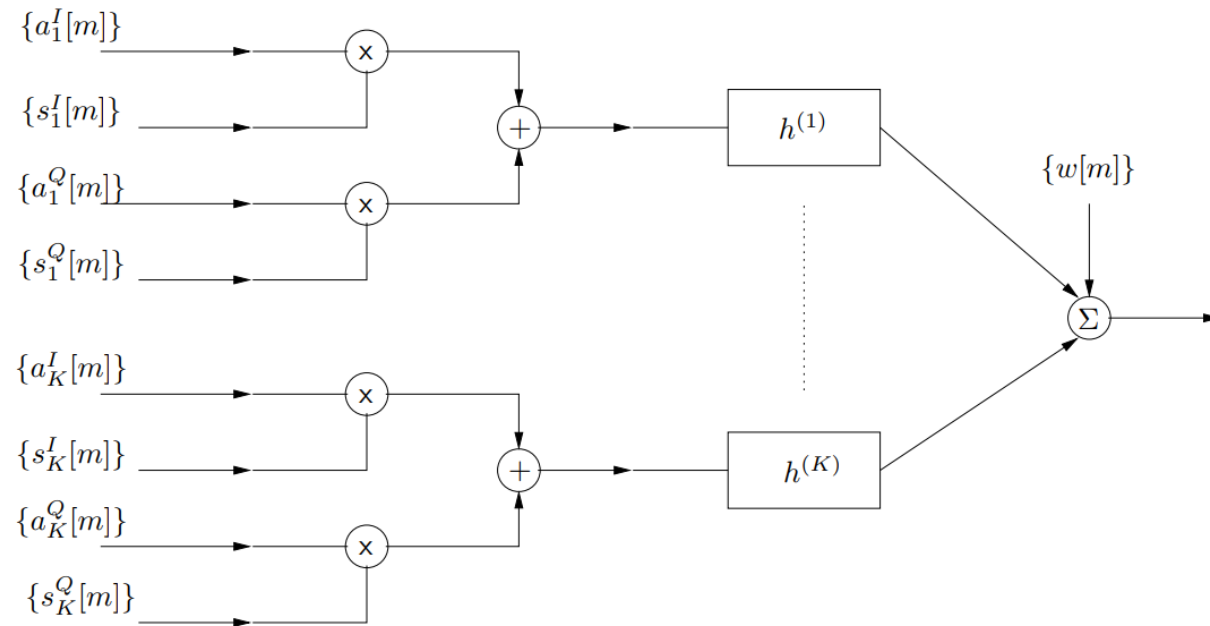 {a_1^I[m]}
x
{s_1^I[m]}
+
h^{(1)}
{w[m]}
{a_1^Q[m]}
x
{s_1^Q[m]}
Σ
{a_K^I[m]}
x
{s_K^I[m]}
+
h^{(K)}
{a_K^Q[m]}
x
{s_K^Q[m]}